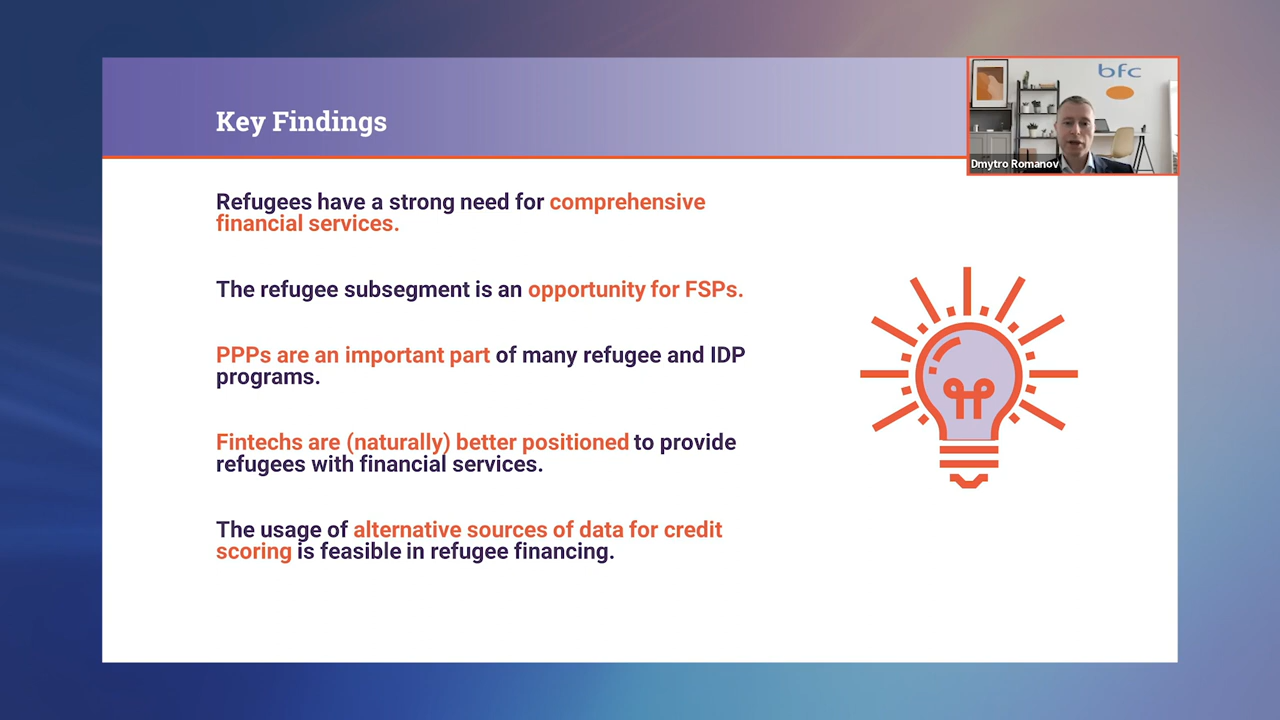 bfc
Dmytro Romanov
Key Findings
Refugees have a strong need for comprehensive
financial services.
The refugee subsegment is an opportunity for FSPs.
PPPs are an important part of many refugee and IDP
programs.
Fintechs are (naturally) better positioned to provide
refugees with financial services.
The usage of alternative sources of data for credit
scoring is feasible in refugee financing.